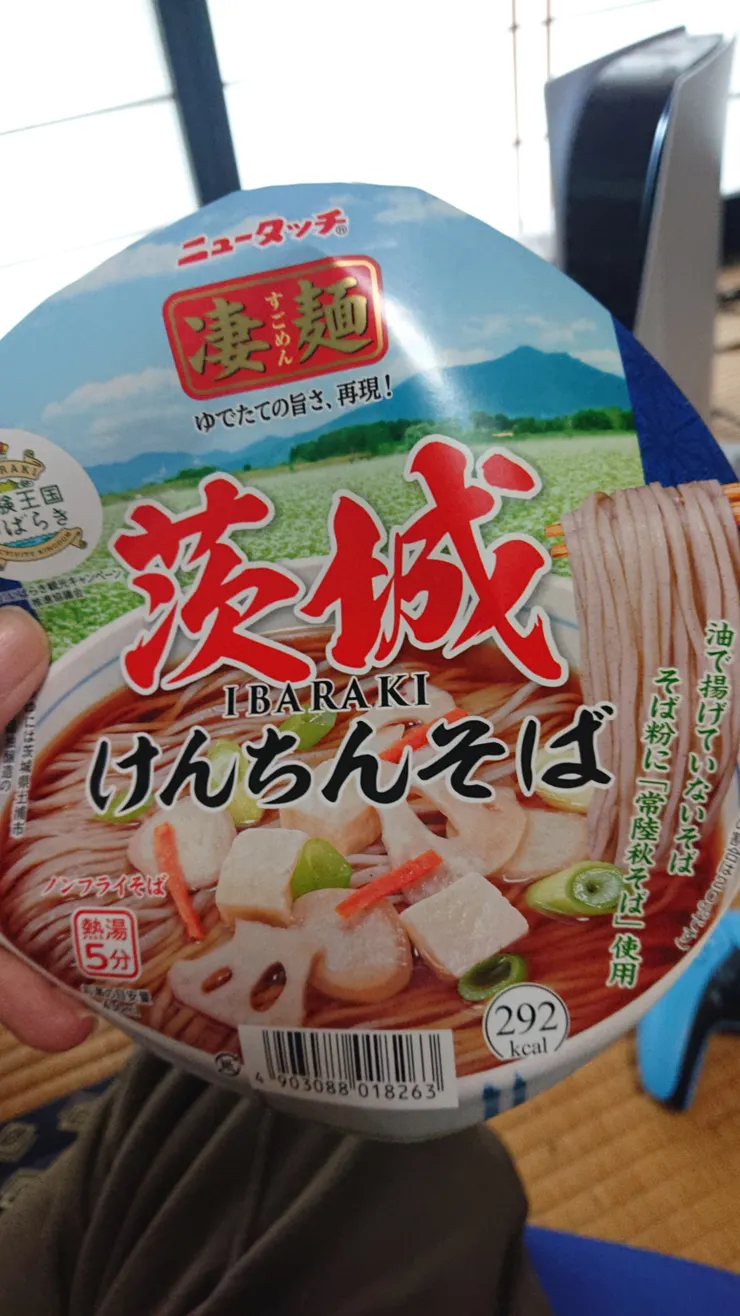 ニュータッチ®
凄麺
すごめん
ゆでたての旨さ、再現!
茨城
IBARAKI
けんちんそば
油で揚げていないそば
そば粉に「常陸秋そば」使用
ノンフライそば
熱湯
5分
292
kcal
4 903088 018263